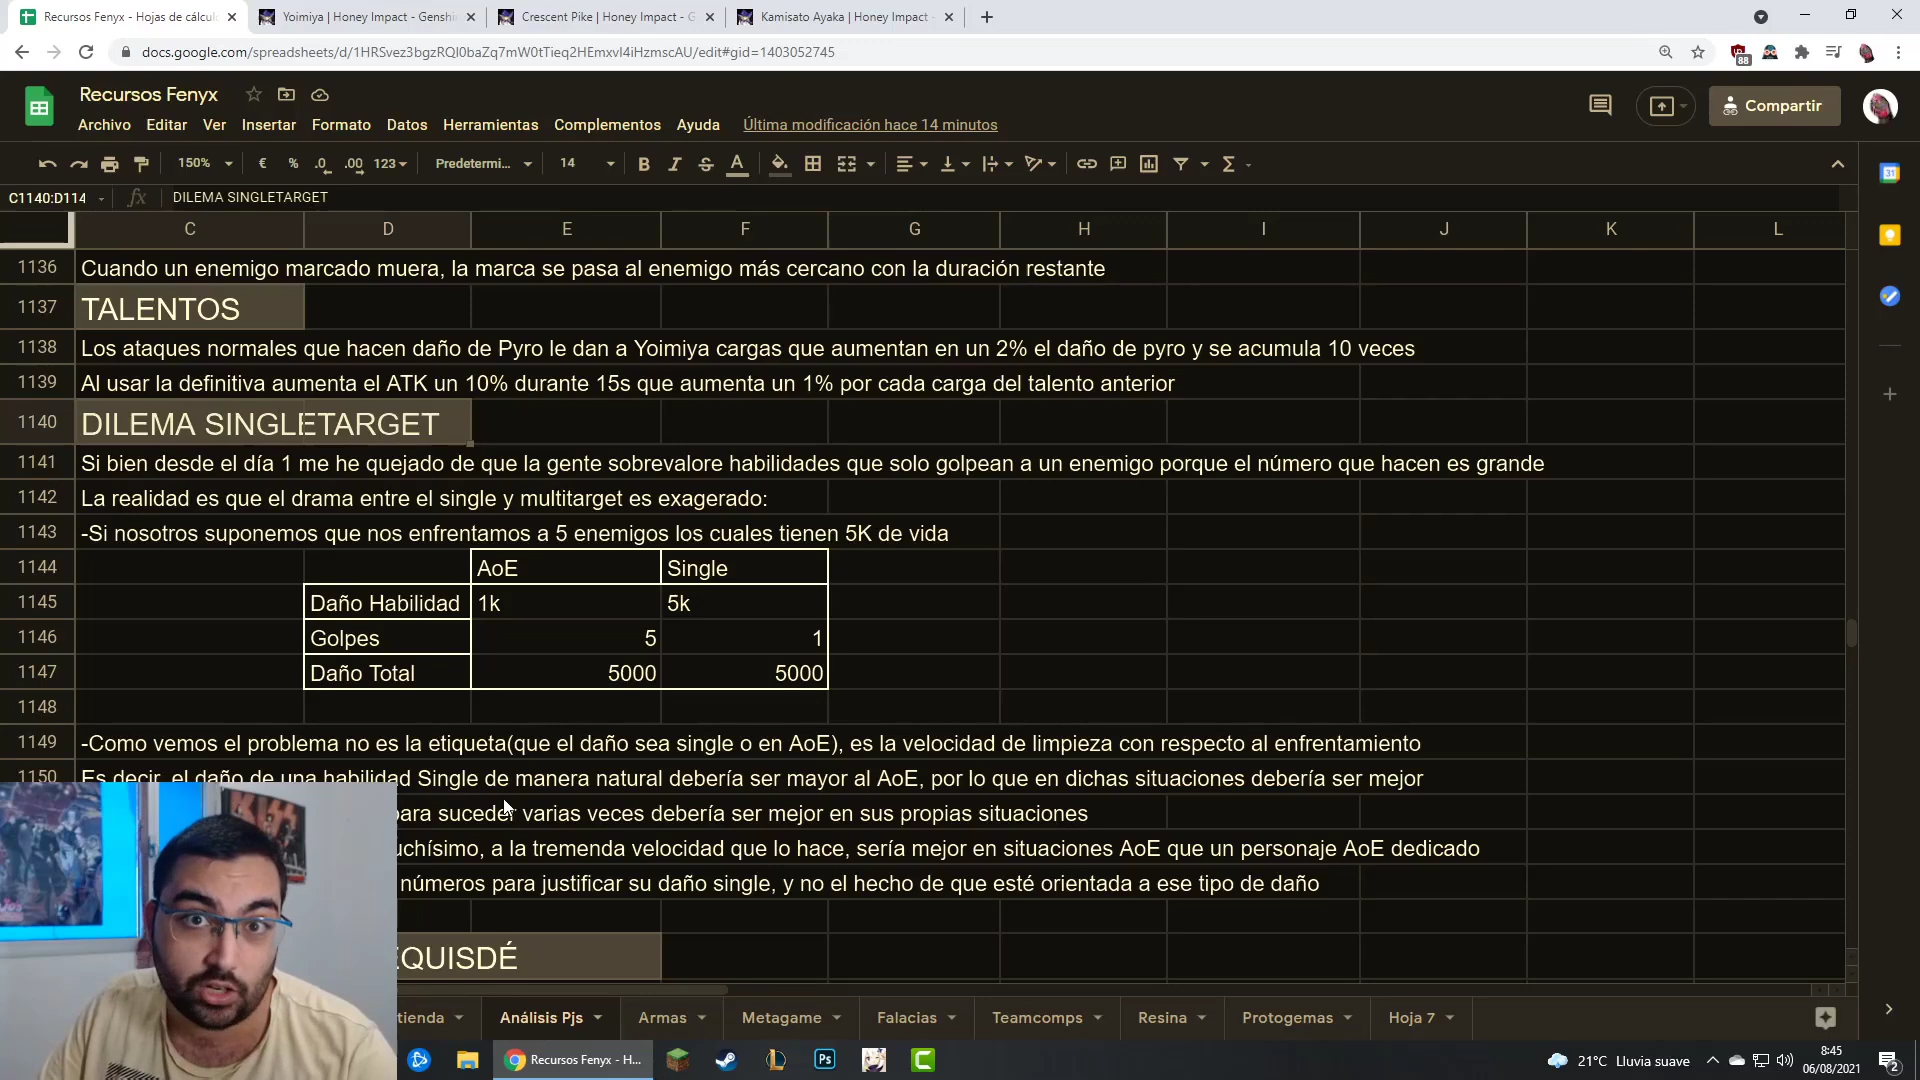 Recursos Fenyx - Hojas de cálcul
Yoimiya | Honey Impact - Genshin
Crescent Pike | Honey Impact - G
Kamisato Ayaka | Honey Impact -
docs.google.com/spreadsheets/d/1HRSvez3bgzRQI0baZq7mW0tTieq2HEmxvl4iHzmscAU/edit#gid=1403052745
88
Recursos Fenyx
Compartir
Archivo Editar Ver Insertar Formato Datos Herramientas Complementos Ayuda Última modificación hace 14 minutos
150% € % .0 .00 123 Predetermi... 14 B I S A Σ
31
C1140:D114 fx DILEMA SINGLETARGET
C D E F G H I J K L
1136 Cuando un enemigo marcado muera, la marca se pasa al enemigo más cercano con la duración restante
1137 TALENTOS
1138 Los ataques normales que hacen daño de Pyro le dan a Yoimiya cargas que aumentan en un 2% el daño de pyro y se acumula 10 veces
1139 Al usar la definitiva aumenta el ATK un 10% durante 15s que aumenta un 1% por cada carga del talento anterior
1140 DILEMA SINGLETARGET
1141 Si bien desde el día 1 me he quejado de que la gente sobrevalore habilidades que solo golpean a un enemigo porque el número que hacen es grande
1142 La realidad es que el drama entre el single y multitarget es exagerado:
1143 -Si nosotros suponemos que nos enfrentamos a 5 enemigos los cuales tienen 5K de vida
1144 AoE Single
1145 Daño Habilidad 1k 5k
1146 Golpes 5 1
1147 Daño Total 5000 5000
1148
1149 -Como vemos el problema no es la etiqueta(que el daño sea single o en AoE), es la velocidad de limpieza con respecto al enfrentamiento
1150 Es decir, el daño de una habilidad Single de manera natural debería ser mayor al AoE, por lo que en dichas situaciones debería ser mejor
para suceder varias veces debería ser mejor en sus propias situaciones
uchísimo, a la tremenda velocidad que lo hace, sería mejor en situaciones AoE que un personaje AoE dedicado
números para justificar su daño single, y no el hecho de que esté orientada a ese tipo de daño
EQUISDÉ
tienda Análisis Pjs Armas Metagame Falacias Teamcomps Resina Protogemas Hoja 7
Recursos Fenyx - H...
Ps
21°C Lluvia suave
8:45
06/08/2021
2